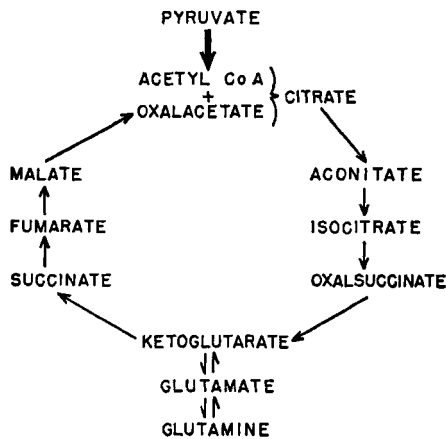 PYRUVATE
ACETYL CoA
+
OXALACETATE
CITRATE
MALATE
ACONITATE
FUMARATE
ISOCITRATE
SUCCINATE
OXALSUCCINATE
KETOGLUTARATE
GLUTAMATE
GLUTAMINE